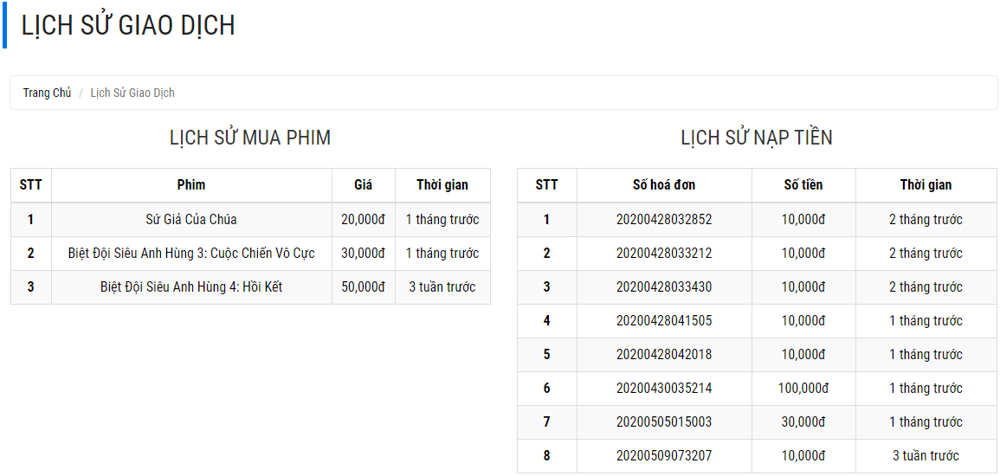 LỊCH SỬ GIAO DỊCH
Trang Chủ / Lịch Sử Giao Dịch
LỊCH SỬ MUA PHIM
STT Phim Giá Thời gian
1 Sứ Giả Của Chúa 20,000đ 1 tháng trước
2 Biệt Đội Siêu Anh Hùng 3: Cuộc Chiến Vô Cực 30,000đ 1 tháng trước
3 Biệt Đội Siêu Anh Hùng 4: Hồi Kết 50,000đ 3 tuần trước
LỊCH SỬ NẠP TIỀN
STT Số hoá đơn Số tiền Thời gian
1 20200428032852 10,000đ 2 tháng trước
2 20200428033212 10,000đ 2 tháng trước
3 20200428033430 10,000đ 2 tháng trước
4 20200428041505 10,000đ 1 tháng trước
5 20200428042018 10,000đ 1 tháng trước
6 20200430035214 100,000đ 1 tháng trước
7 20200505015003 30,000đ 1 tháng trước
8 20200509073207 10,000đ 3 tuần trước